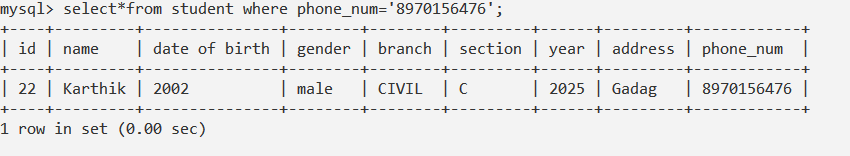 mysql> select*from student where phone_num='8970156476';
+----+---------+---------------+--------+--------+---------+------+---------+------------+
| id | name    | date of birth | gender | branch | section | year | address | phone_num  |
+----+---------+---------------+--------+--------+---------+------+---------+------------+
| 22 | Karthik | 2002          | male   | CIVIL  | C       | 2025 | Gadag   | 8970156476 |
+----+---------+---------------+--------+--------+---------+------+---------+------------+
1 row in set (0.00 sec)